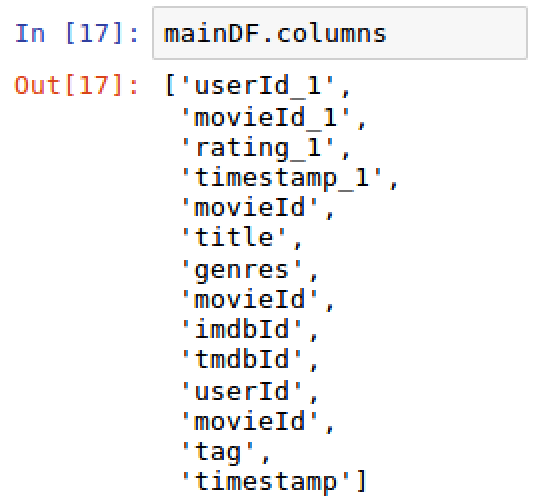 In [17]: mainDF.columns
Out[17]: ['userId_1',
'movieId_1',
'rating_1',
'timestamp_1',
'movieId',
'title',
'genres',
'movieId',
'imdbId',
'tmdbId',
'userId',
'movieId',
'tag',
'timestamp']